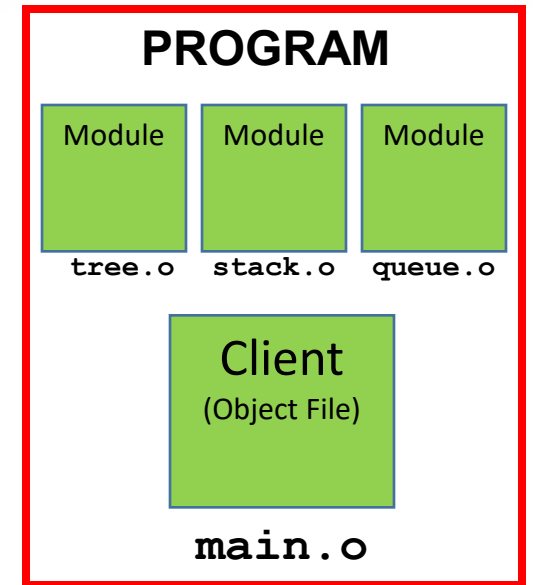 PROGRAM
Module Module Module
tree.o stack.o queue.o
Client
(Object File)
main.o